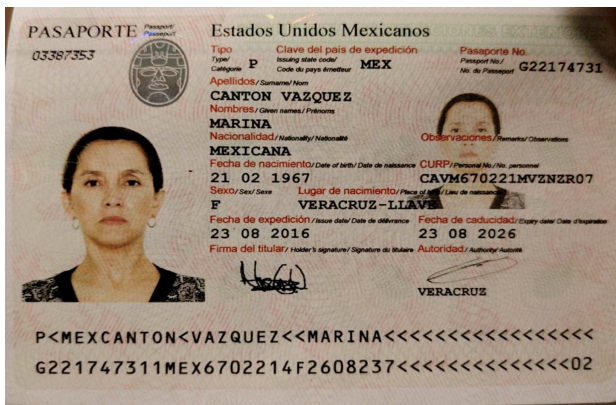 PASAPORTE Passport/ Passeport
Estados Unidos Mexicanos
03387353
Tipo Clave del país de expedición Pasaporte No.
Type/ Issuing state code/ Passport No./
Catégorie P Code du pays émetteur MEX No. du Passeport G22174731
Apellidos/Surname/Nom
CANTON VAZQUEZ
Nombres/Given names/Prénoms
MARINA
Nacionalidad/Nationality/Nationalité Observaciones/Remarks/Observations
MEXICANA
Fecha de nacimiento/Date of birth/ Date de naissance CURP/Personal No./No. personnel
21 02 1967 CAVM670221MVZNZR07
Sexo/Sex/ Sexe Lugar de nacimiento/Place of birth/Lieu de naissance
F VERACRUZ-LLAVE
Fecha de expedición/Issue date/ Date de délivrance Fecha de caducidad/Expiry date/ Date d'expiration
23 08 2016 23 08 2026
Firma del titular/Holder's signature/ Signature du titulaire Autoridad/Authority/ Autorité
VERACRUZ
P<MEXCANTON<VAZQUEZ<<MARINA<<<<<<<<<<<<<<<<<
G221747311MEX6702214F2608237<<<<<<<<<<<<<<02